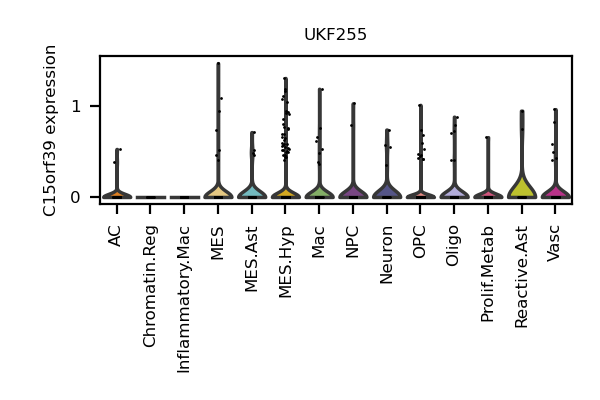 UKF255
C15orf39 expression
1
0
AC
Chromatin.Reg
Inflammatory.Mac
MES
MES.Ast
MES.Hyp
Mac
NPC
Neuron
OPC
Oligo
Prolif.Metab
Reactive.Ast
Vasc